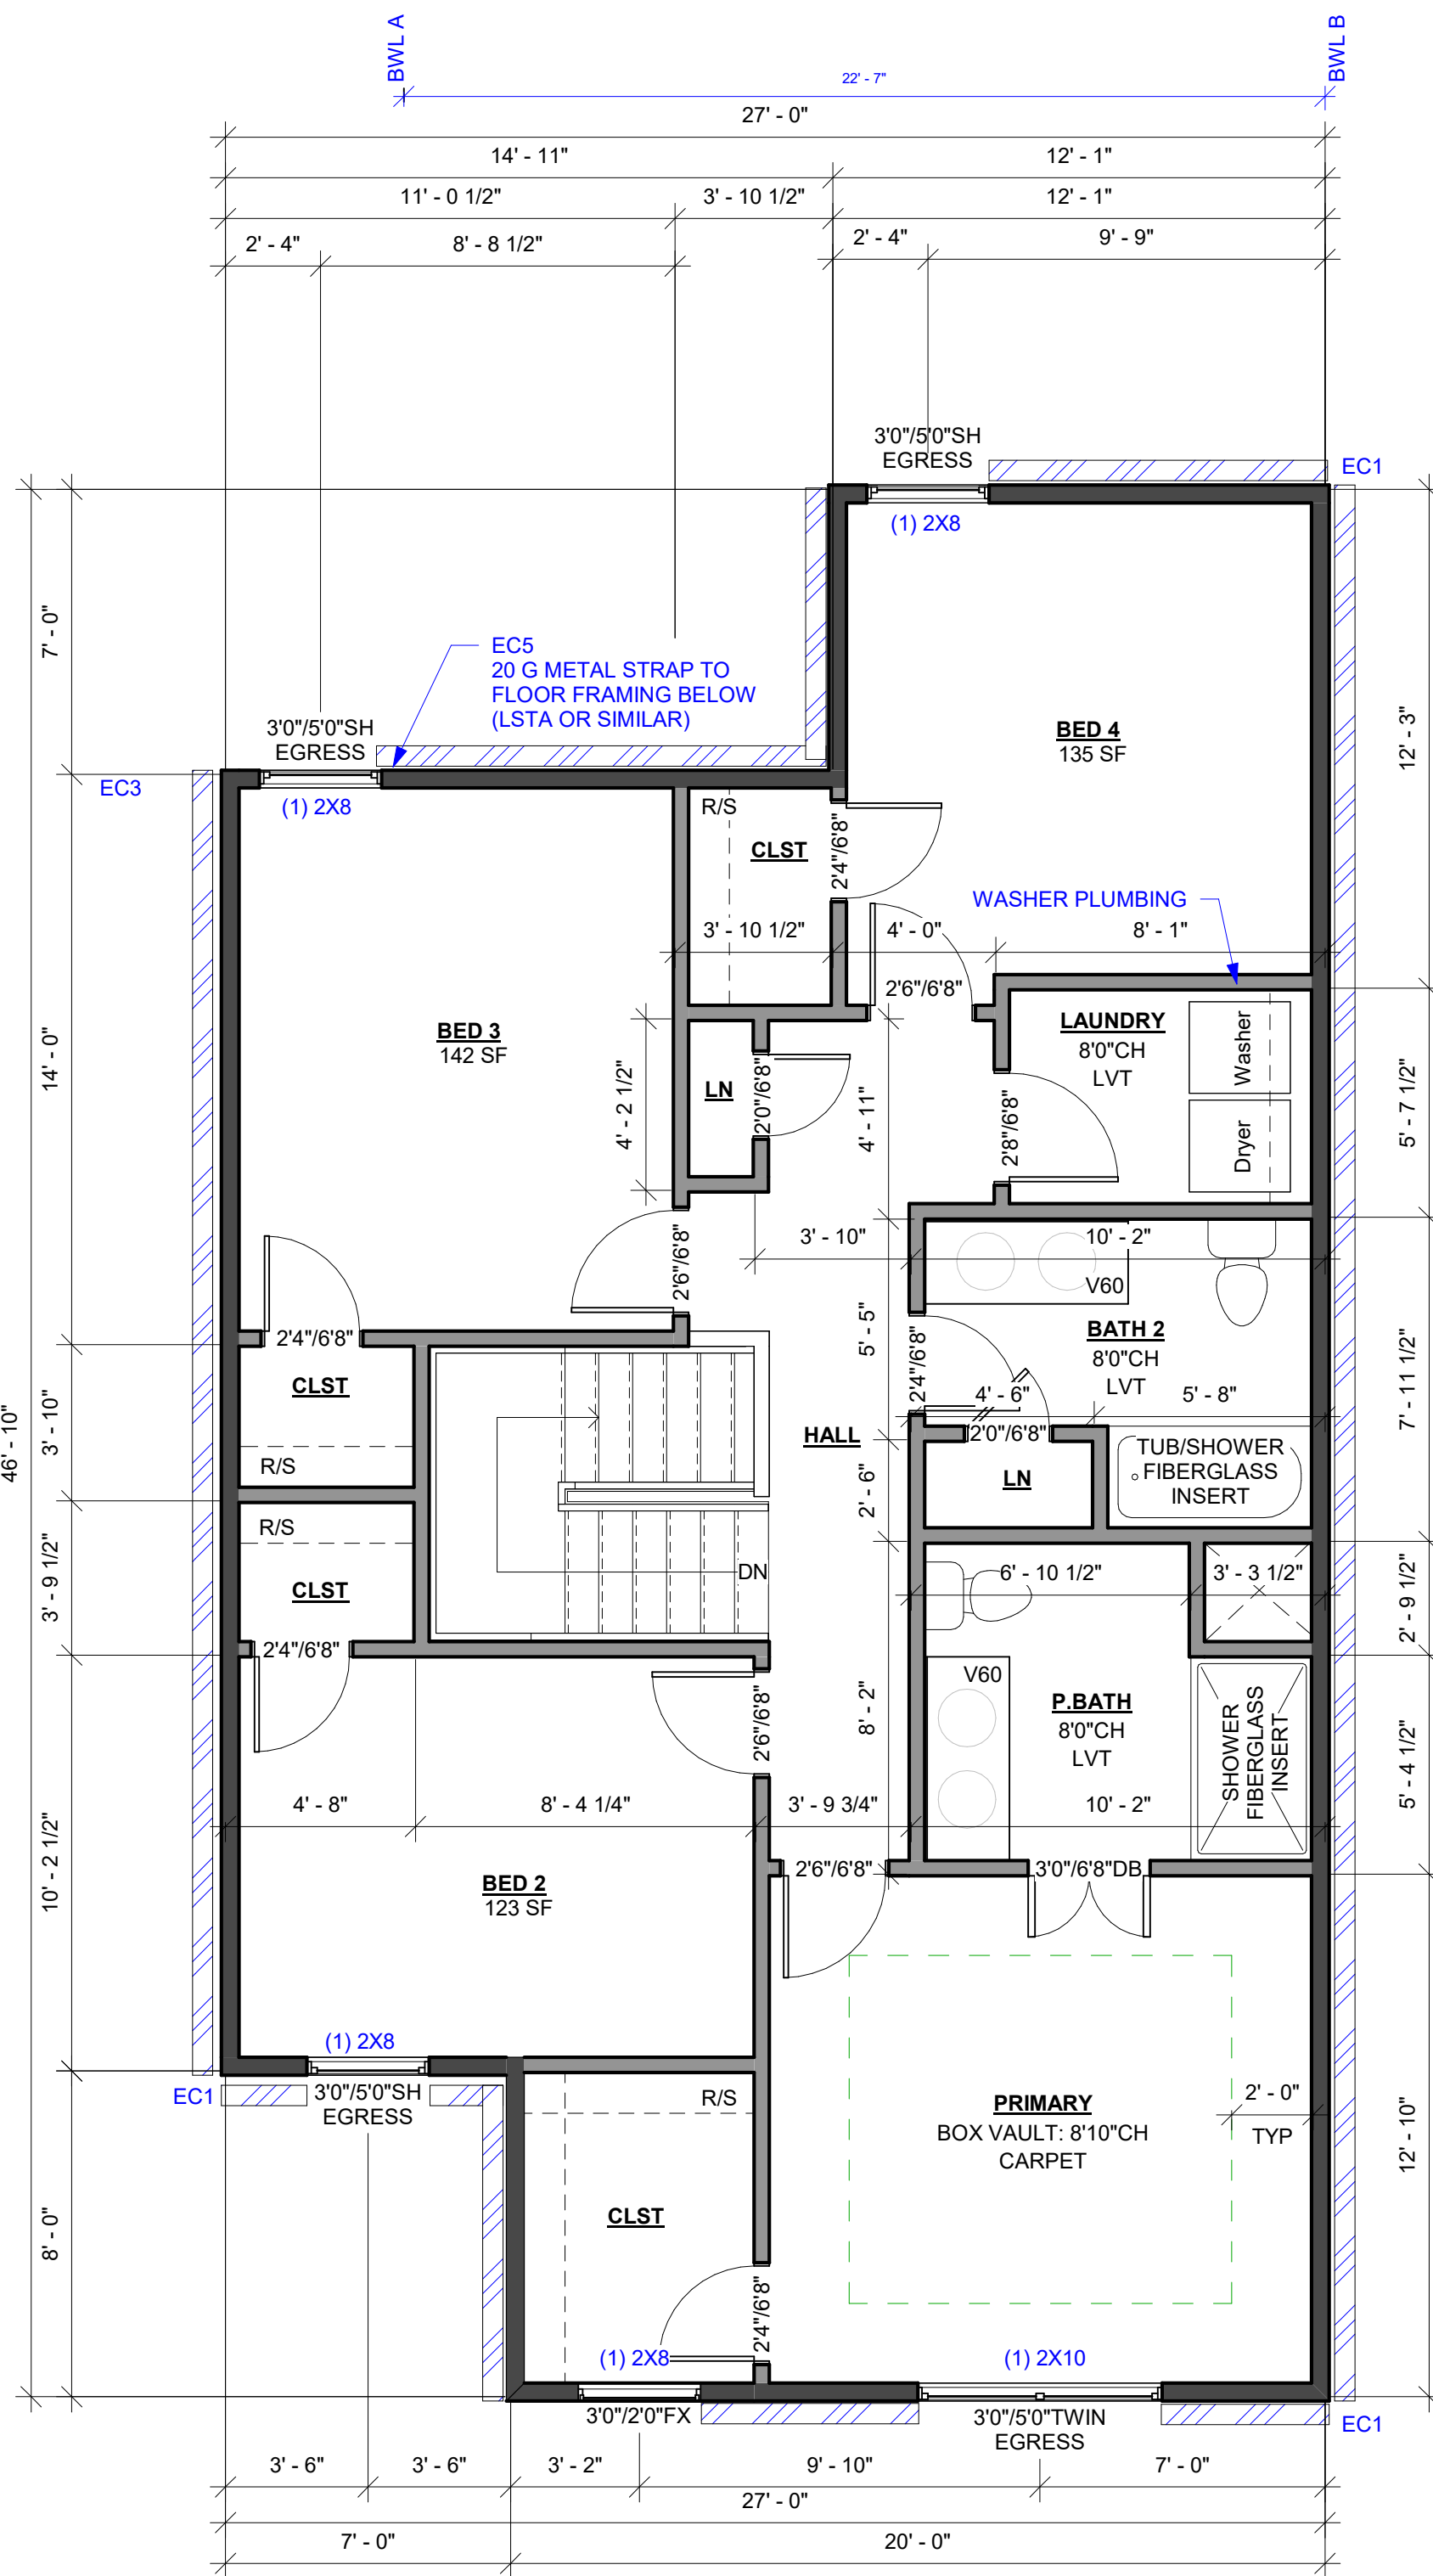 BWL A
BWL B
22' - 7"
27' - 0"
14' - 11"
12' - 1"
11' - 0 1/2"
3' - 10 1/2"
12' - 1"
2' - 4"
8' - 8 1/2"
2' - 4"
9' - 9"
3'0"/5'0"SH
EGRESS
EC1
(1) 2X8
7' - 0"
EC5
20 G METAL STRAP TO
FLOOR FRAMING BELOW
(LSTA OR SIMILAR)
3'0"/5'0"SH
EGRESS
BED 4
135 SF
12' - 3"
EC3
(1) 2X8
R/S
CLST
2'4"/6'8"
WASHER PLUMBING
3' - 10 1/2"
4' - 0"
8' - 1"
2'6"/6'8"
BED 3
142 SF
14' - 0"
LAUNDRY
8'0"CH
LVT
Washer
Dryer
LN
2'0"/6'8"
4' - 2 1/2"
4' - 11"
2'8"/6'8"
5' - 7 1/2"
3' - 10"
10' - 2"
V60
2'6"/6'8"
BATH 2
8'0"CH
LVT
5' - 5"
2'4"/6'8"
2'4"/6'8"
CLST
R/S
4' - 6"
5' - 8"
7' - 11 1/2"
3' - 10"
46' - 10"
HALL
2'0"/6'8"
LN
TUB/SHOWER
FIBERGLASS
INSERT
2' - 6"
R/S
CLST
3' - 9 1/2"
DN
6' - 10 1/2"
3' - 3 1/2"
2' - 9 1/2"
2'4"/6'8"
V60
P.BATH
8'0"CH
LVT
SHOWER
FIBERGLASS
INSERT
2'6"/6'8"
8' - 2"
5' - 4 1/2"
4' - 8"
8' - 4 1/4"
3' - 9 3/4"
10' - 2"
10' - 2 1/2"
BED 2
123 SF
2'6"/6'8"
3'0"/6'8"DB
(1) 2X8
EC1
3'0"/5'0"SH
EGRESS
R/S
PRIMARY
BOX VAULT: 8'10"CH
CARPET
2' - 0"
TYP
12' - 10"
CLST
8' - 0"
2'4"/6'8"
(1) 2X8
(1) 2X10
3'0"/2'0"FX
3'0"/5'0"TWIN
EGRESS
EC1
3' - 6"
3' - 6"
3' - 2"
9' - 10"
7' - 0"
27' - 0"
7' - 0"
20' - 0"